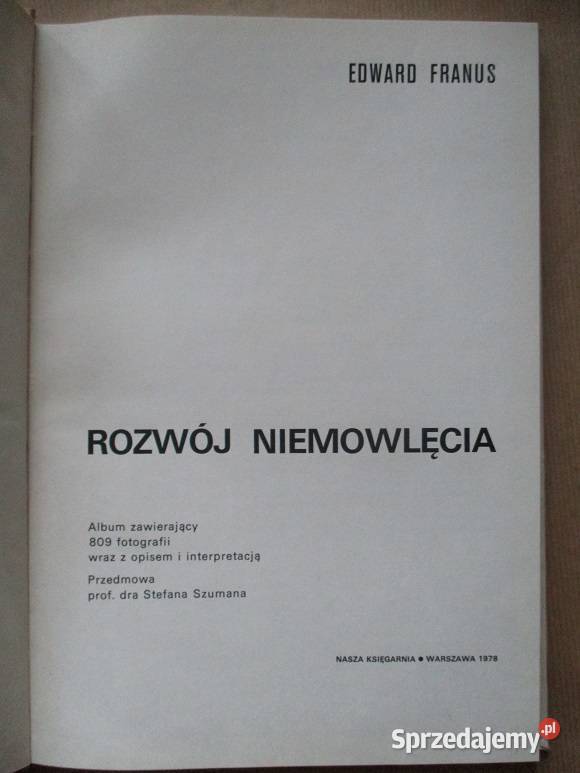 EDWARD FRANUS
ROZWÓJ NIEMOWLĘCIA
Album zawierający
809 fotografii
wraz z opisem i interpretacją
Przedmowa
prof. dra Stefana Szumana
NASZA KSIĘGARNIA ● WARSZAWA 1978
Sprzedajemy.pl